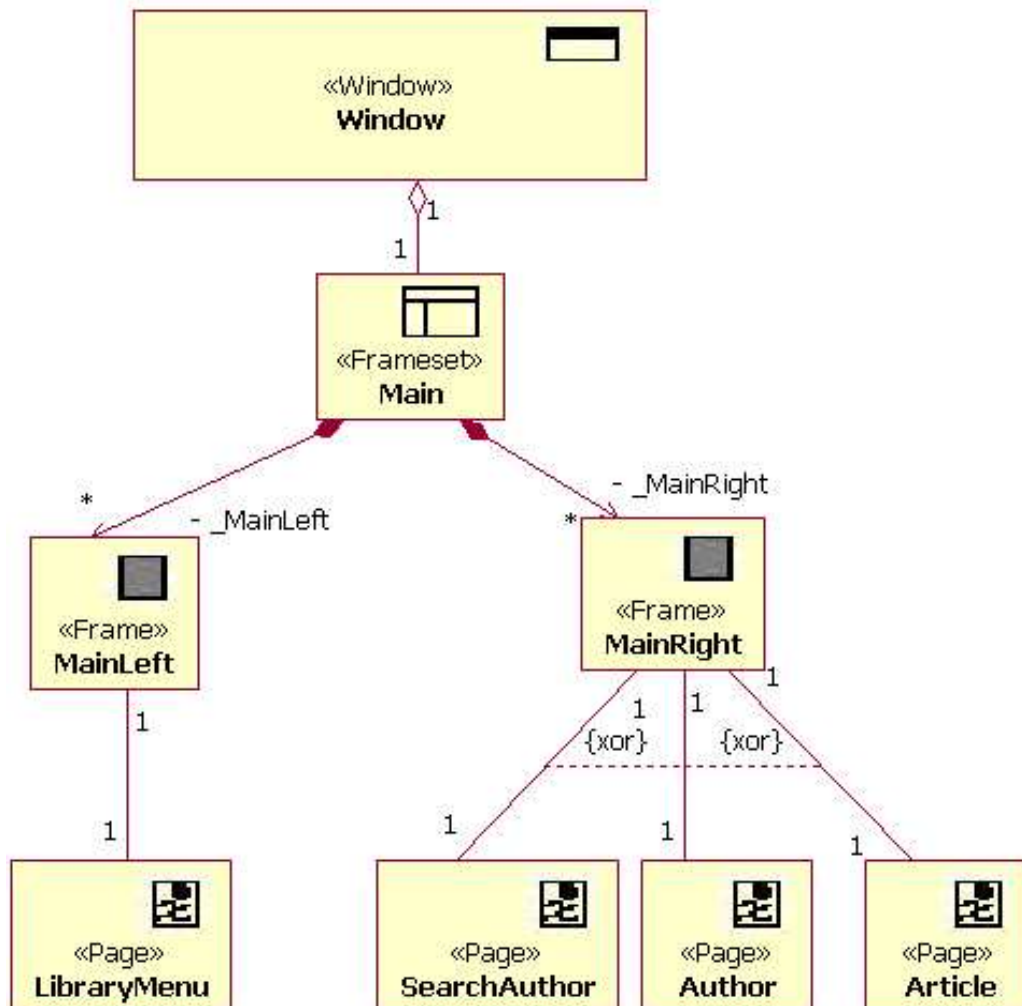 «Window»
Window
1
1
«Frameset»
Main
*
- _MainLeft
- _MainRight
*
«Frame»
MainLeft
«Frame»
MainRight
1
1
1
1
{xor}
{xor}
1
1
1
1
«Page»
LibraryMenu
«Page»
SearchAuthor
«Page»
Author
«Page»
Article